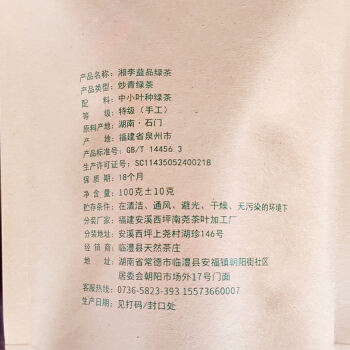 产品名称:湘李益品绿茶
产品类型:炒青绿茶
配 料:中小叶种绿茶
等 级:特级(手工)
原料产地:湖南·石门
产 地:福建省泉州市
产品标准号:GB/T 14456.3
生产许可证号:SC11435052400218
保 质 期:18个月
净 含 量:100克±10克
贮存条件:在清洁、通风、避光、干燥、无污染的环境下
分装厂家:福建安溪西坪南尧茶叶加工厂
分装地址:安溪西坪上尧村湖珍146号
经 销 商:临澧县天然茶庄
地 址:湖南省常德市临澧县安福镇朝阳街社区
居委会朝阳市场外17号门面
客服热线:0736-5823-393 15573660007
生产日期:见打码/封口处